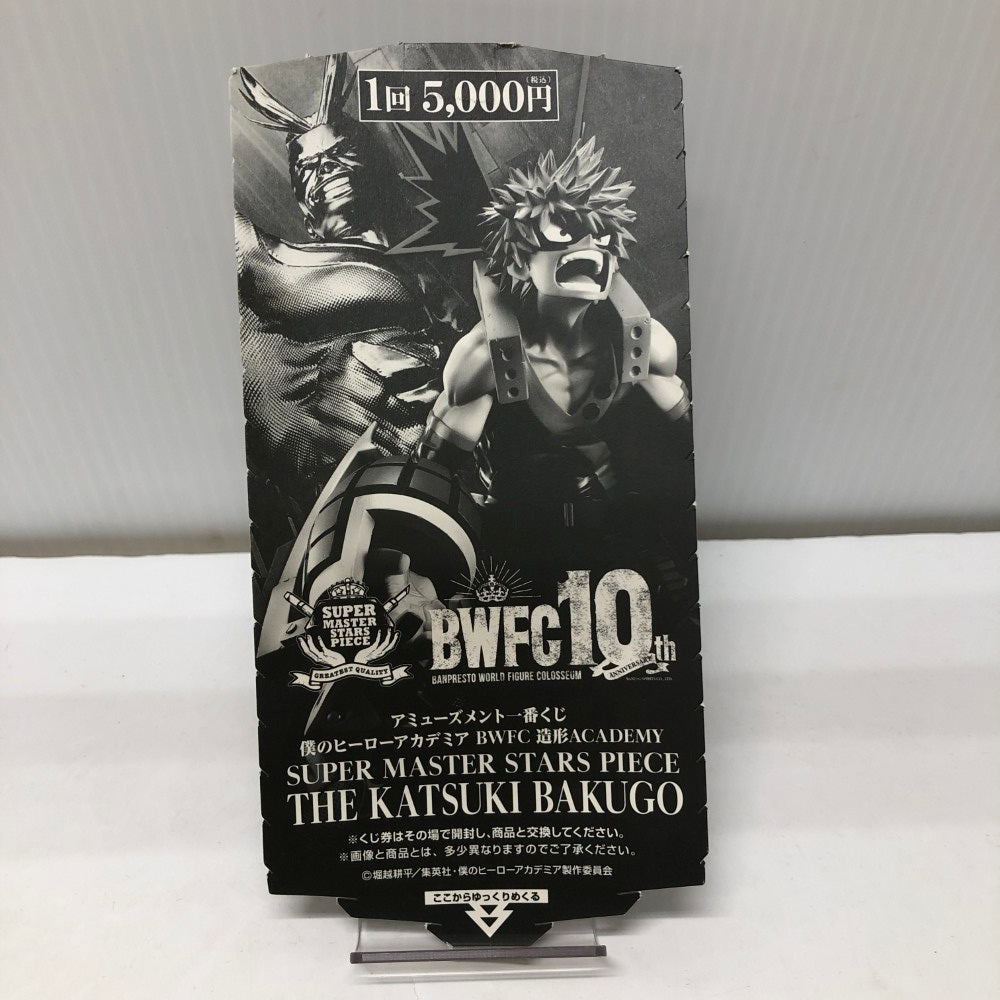 1回 5,000円(税込)
SUPER
MASTER
STARS
PIECE
GREATEST QUALITY
BWFC10th
ANNIVERSARY
BANPRESTO WORLD FIGURE COLOSSEUM
アミューズメント一番くじ
僕のヒーローアカデミア BWFC 造形ACADEMY
SUPER MASTER STARS PIECE
THE KATSUKI BAKUGO
※くじ券はその場で開封し、商品と交換してください。
※画像と商品とは、多少異なりますのでご了承ください。
©堀越耕平/集英社・僕のヒーローアカデミア製作委員会
ここからゆっくりめくる